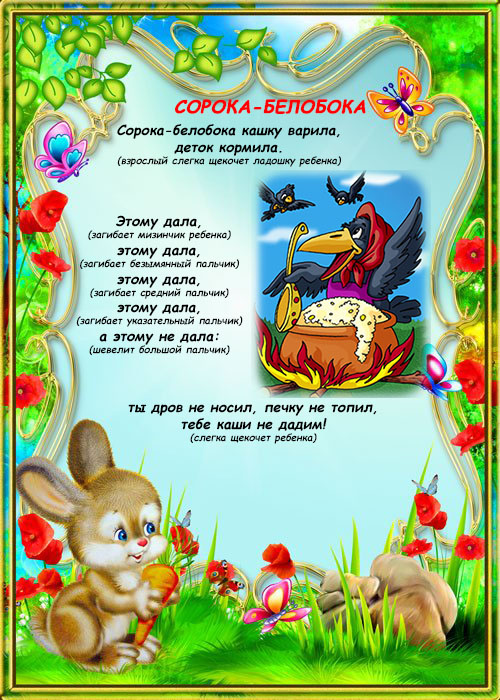 СОРОКА-БЕЛОБОКА
Сорока-белобока кашку варила,
деток кормила.
(взрослый слегка щекочет ладошку ребенка)
Этому дала,
(загибает мизинчик ребенка)
этому дала,
(загибает безымянный пальчик)
этому дала,
(загибает средний пальчик)
этому дала,
(загибает указательный пальчик)
а этому не дала:
(шевелит большой пальчик)
ты дров не носил, печку не топил,
тебе каши не дадим!
(слегка щекочет ребенка)